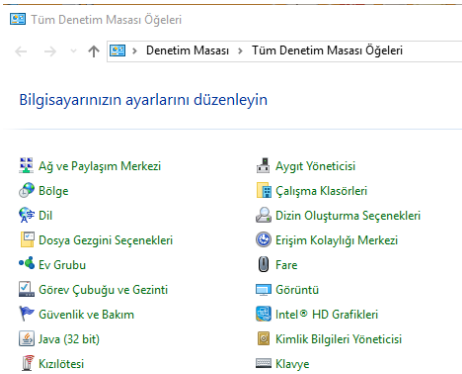 Tüm Denetim Masası Öğeleri
Denetim Masası › Tüm Denetim Masası Öğeleri
Bilgisayarınızın ayarlarını düzenleyin
Ağ ve Paylaşım Merkezi
Aygıt Yöneticisi
Bölge
Çalışma Klasörleri
Dil
Dizin Oluşturma Seçenekleri
Dosya Gezgini Seçenekleri
Erişim Kolaylığı Merkezi
Ev Grubu
Fare
Görev Çubuğu ve Gezinti
Görüntü
Güvenlik ve Bakım
Intel® HD Grafikleri
Java (32 bit)
Kimlik Bilgileri Yöneticisi
Kızılötesi
Klavye